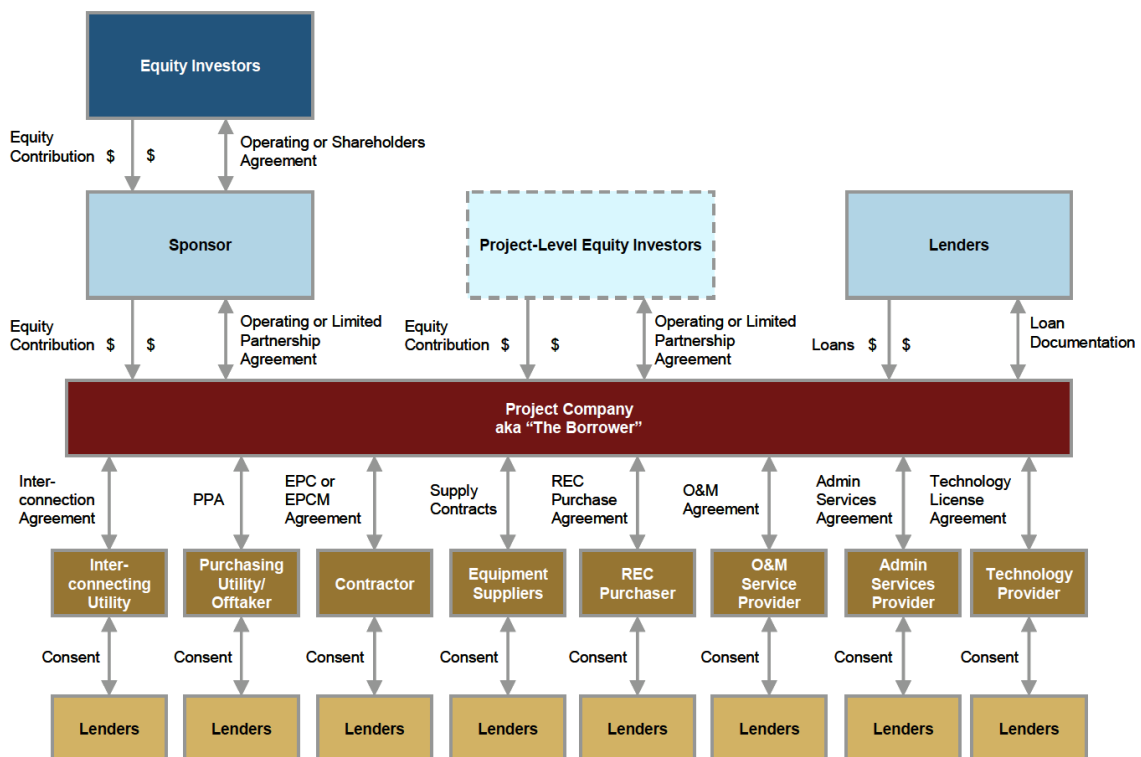 Equity Investors
Equity
Contribution $ $
Operating or Shareholders
Agreement
Sponsor
Project-Level Equity Investors
Lenders
Equity
Contribution $ $
Operating or Limited
Partnership
Agreement
Equity
Contribution $ $
Operating or Limited
Partnership
Agreement
Loans $ $
Loan
Documentation
Project Company
aka “The Borrower”
Inter-
connection
Agreement
PPA
EPC or
EPCM
Agreement
Supply
Contracts
REC
Purchase
Agreement
O&M
Agreement
Admin
Services
Agreement
Technology
License
Agreement
Inter-
connecting
Utility
Purchasing
Utility/
Offtaker
Contractor
Equipment
Suppliers
REC
Purchaser
O&M
Service
Provider
Admin
Services
Provider
Technology
Provider
Consent
Consent
Consent
Consent
Consent
Consent
Consent
Consent
Lenders
Lenders
Lenders
Lenders
Lenders
Lenders
Lenders
Lenders